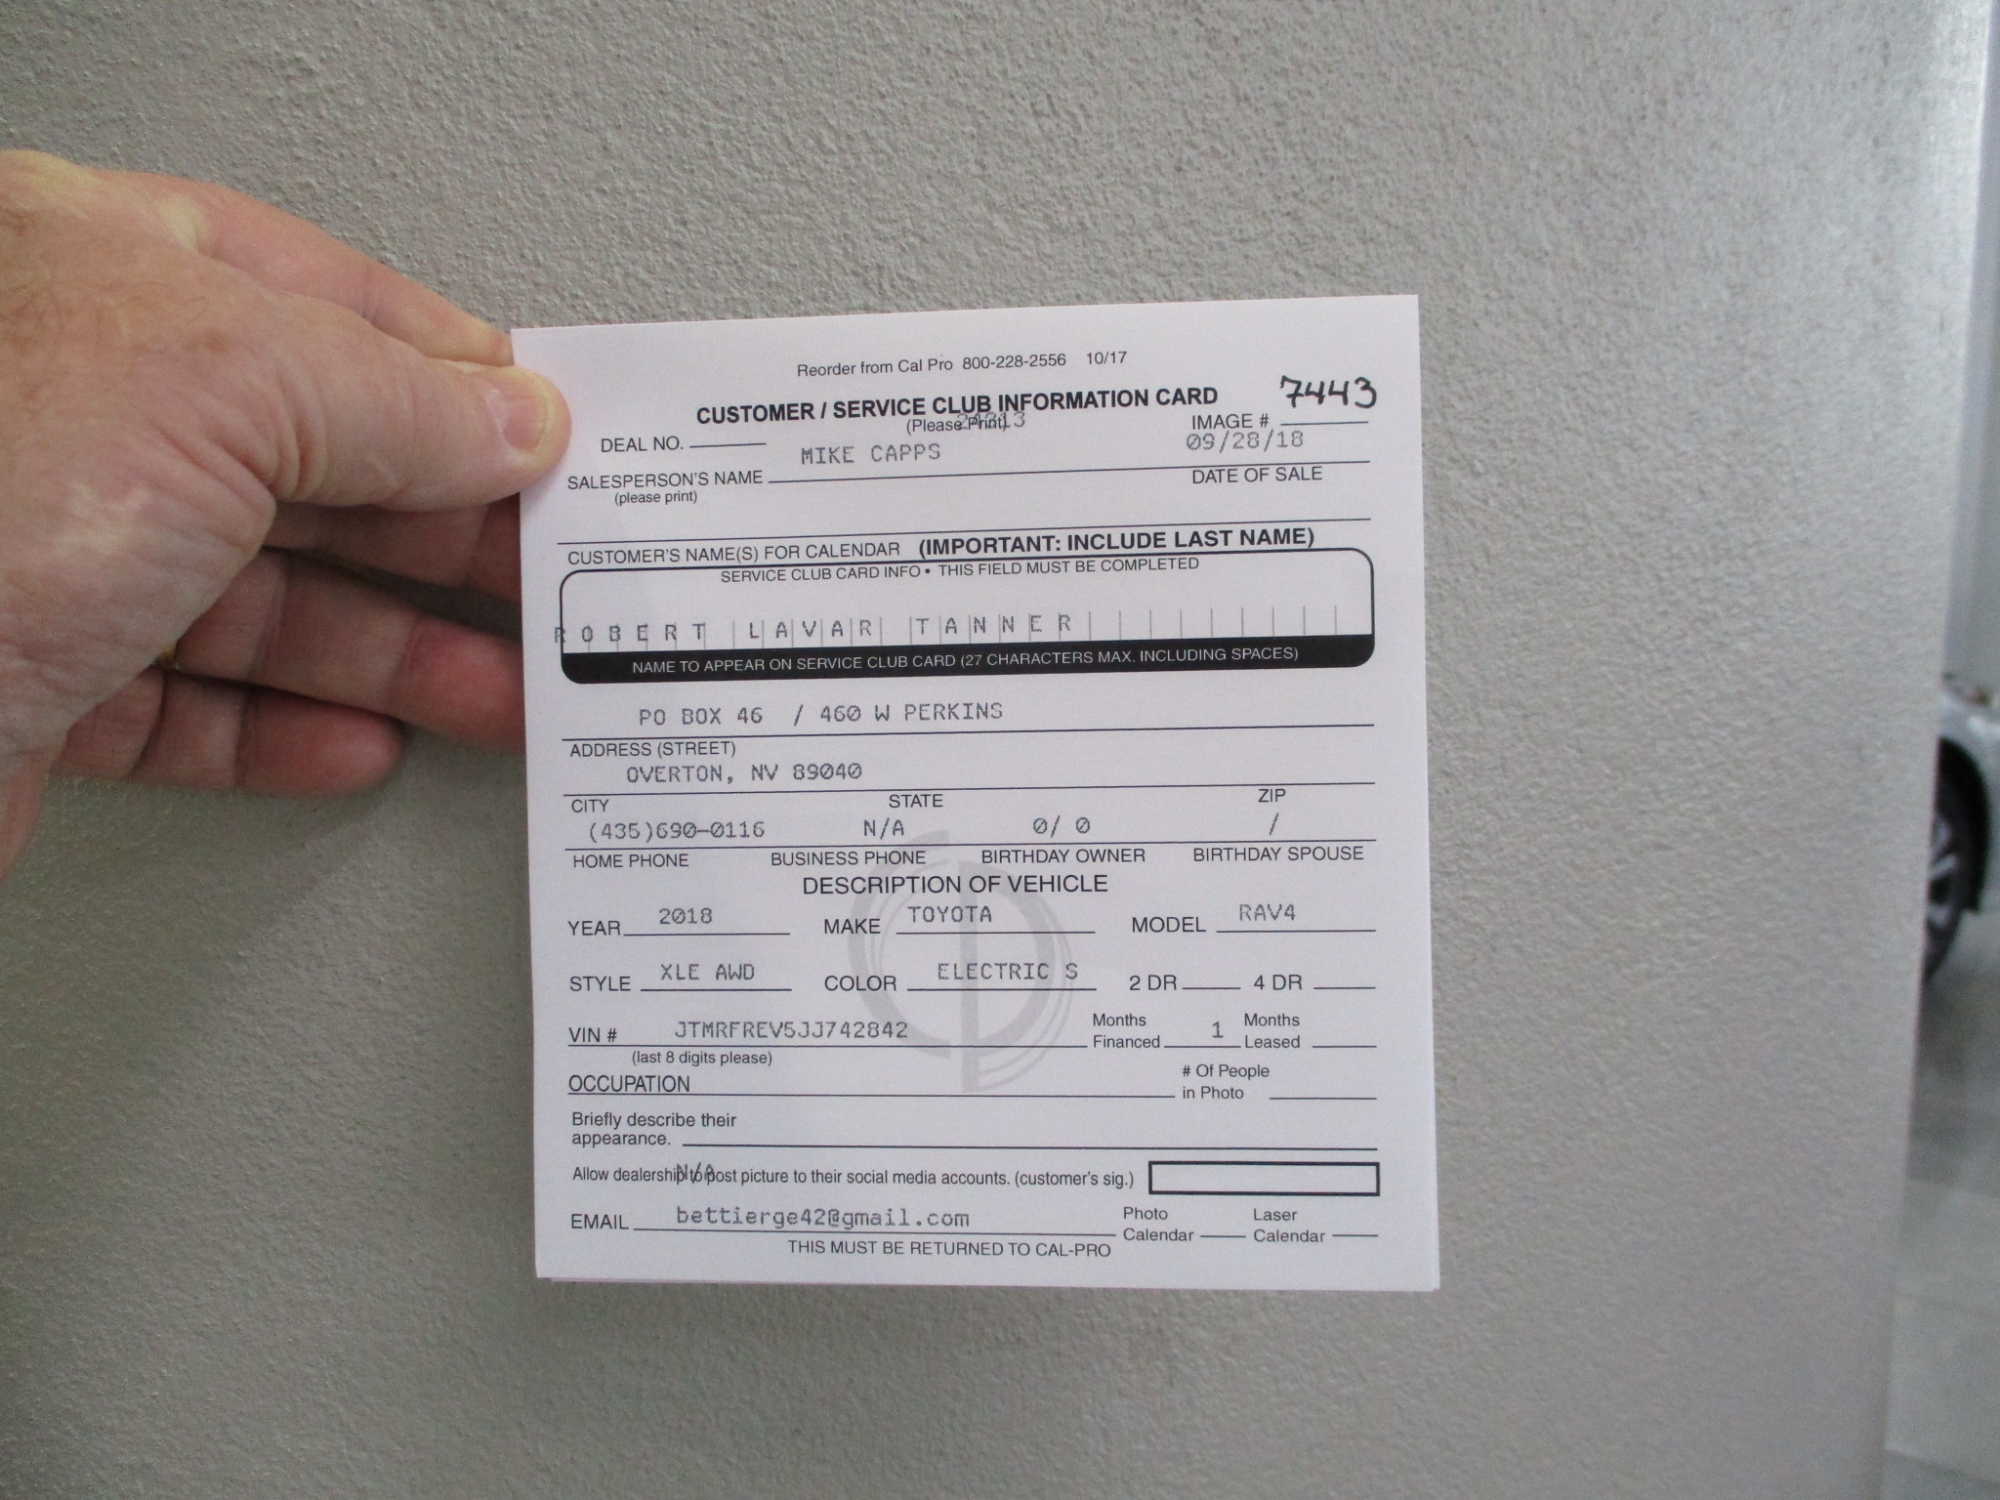 Reorder from Cal Pro 800-228-2556 10/17
CUSTOMER / SERVICE CLUB INFORMATION CARD 7443
(Please Print)
DEAL NO. IMAGE #
MIKE CAPPS 09/28/18
SALESPERSON'S NAME DATE OF SALE
(please print)
CUSTOMER'S NAME(S) FOR CALENDAR (IMPORTANT: INCLUDE LAST NAME)
SERVICE CLUB CARD INFO • THIS FIELD MUST BE COMPLETED
ROBERT LAVAR TANNER
NAME TO APPEAR ON SERVICE CLUB CARD (27 CHARACTERS MAX. INCLUDING SPACES)
PO BOX 46 / 460 W PERKINS
ADDRESS (STREET)
OVERTON, NV 89040
CITY STATE ZIP
(435)690-0116 N/A 0/ 0 /
HOME PHONE BUSINESS PHONE BIRTHDAY OWNER BIRTHDAY SPOUSE
DESCRIPTION OF VEHICLE
YEAR 2018 MAKE TOYOTA MODEL RAV4
STYLE XLE AWD COLOR ELECTRIC S 2 DR 4 DR
VIN # JTMRFREV5JJ742842 Months Financed 1 Months Leased
(last 8 digits please)
OCCUPATION # Of People in Photo
Briefly describe their
appearance.
N/A
Allow dealership to post picture to their social media accounts. (customer's sig.)
EMAIL bettierge42@gmail.com Photo Calendar Laser Calendar
THIS MUST BE RETURNED TO CAL-PRO